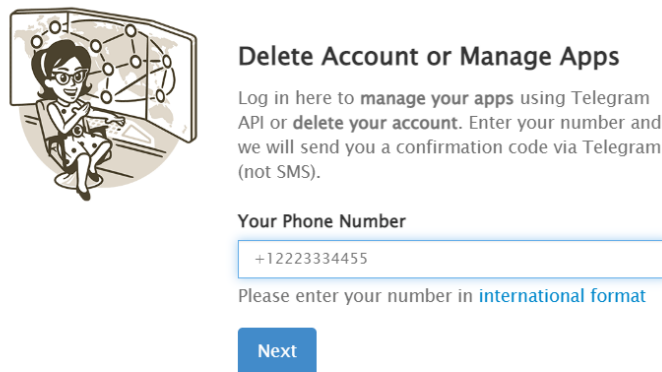 Delete Account or Manage Apps
Log in here to manage your apps using Telegram
API or delete your account. Enter your number and
we will send you a confirmation code via Telegram
(not SMS).
Your Phone Number
+12223334455
Please enter your number in international format
Next